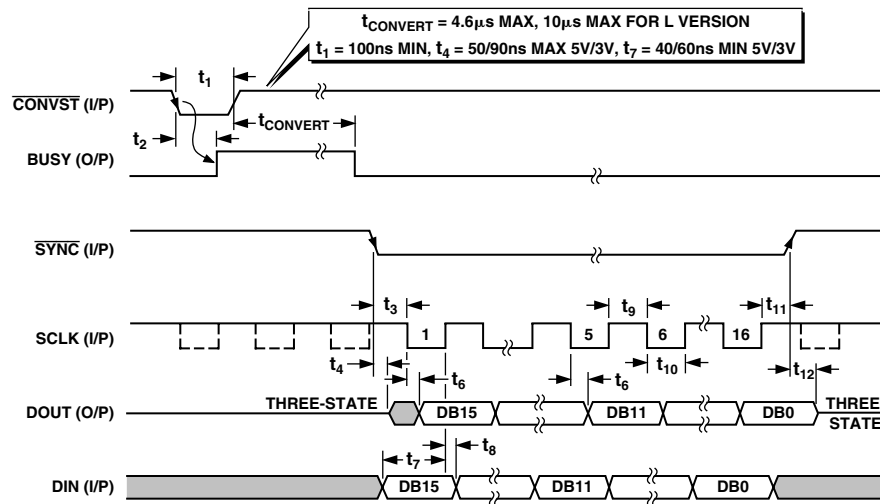 tCONVERT = 4.6μs MAX, 10μs MAX FOR L VERSION
t1 = 100ns MIN, t4 = 50/90ns MAX 5V/3V, t7 = 40/60ns MIN 5V/3V
t1
CONVST (I/P)
tCONVERT
t2
BUSY (O/P)
SYNC (I/P)
t3
t9
t11
SCLK (I/P)
1
5
6
16
t4
t6
t6
t10
t12
DOUT (O/P)
THREE-STATE
DB15
DB11
DB0
THREE
STATE
t7
t8
DIN (I/P)
DB15
DB11
DB0